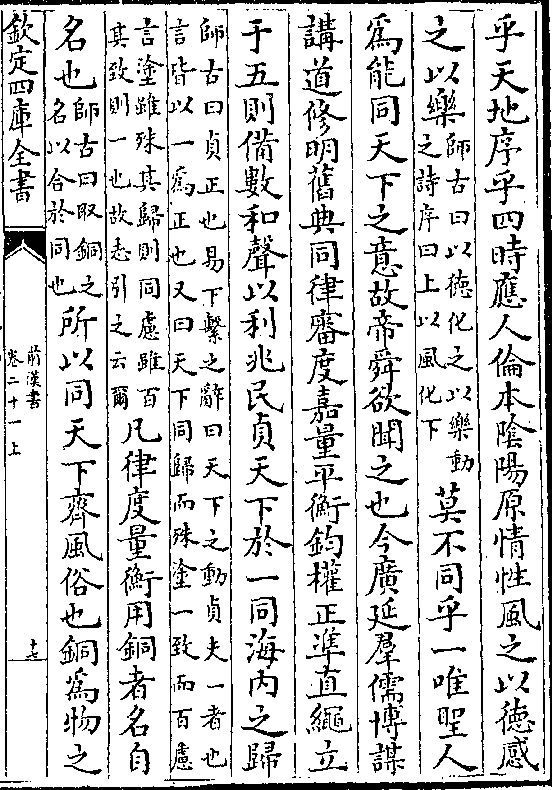 乎天地序乎四時應人倫本陰陽原情性風之以德感
之以樂師古曰以德化之以樂動之詩序曰上以風化下莫不同乎一唯聖人
爲能同天下之意故帝舜欲聞之也今廣延羣儒博謀
講道修明舊典同律審度嘉量平衡鈞權正準直繩立
于五則備數和聲以利兆民貞天下於一同海内之歸
師古曰貞正也易下繫之辭曰天下之動貞夫一者也
言皆以一爲正也又曰天下同歸而殊塗一致而百慮
言塗雖殊其歸則同慮雖百
其致則一也故志引之云爾凡律度量衡用銅者名自
名也師古曰取銅之名以合於同也所以同天下齊風俗也銅爲物之
欽定四庫全書
前漢書
卷二十一上
十七